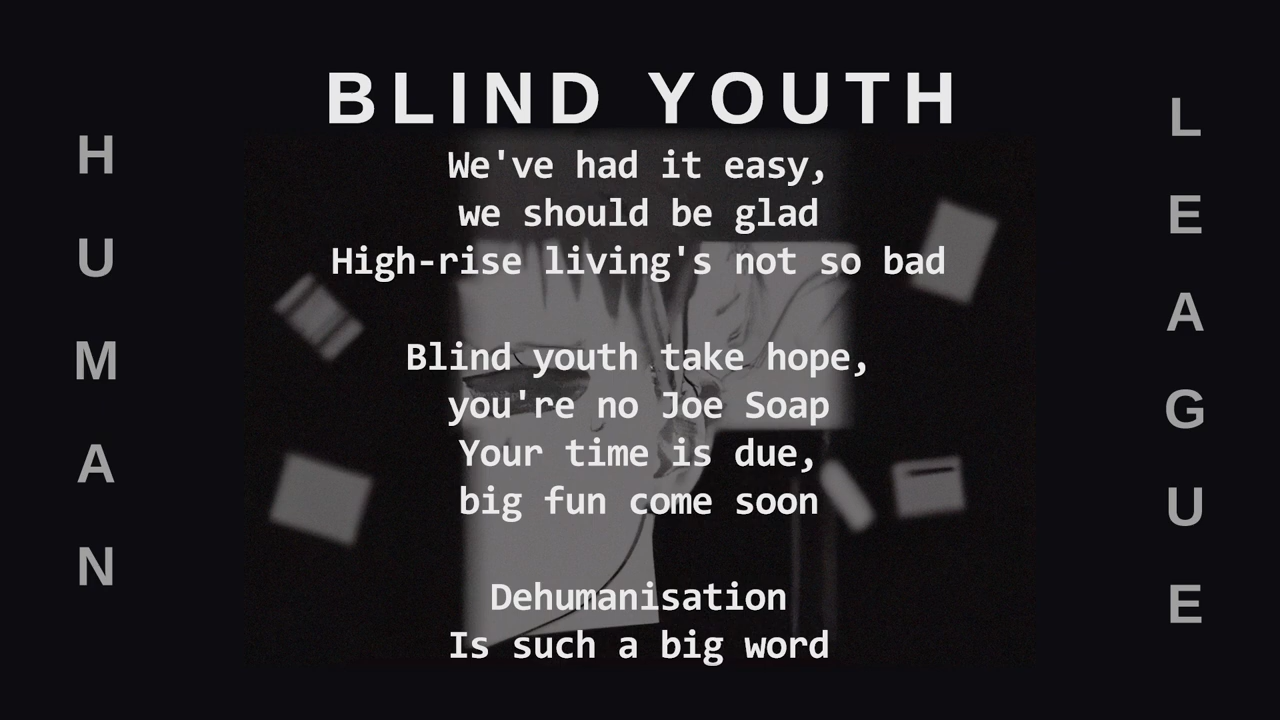 BLIND YOUTH
HUMAN
LEAGUE
We've had it easy,
we should be glad
High-rise living's not so bad
Blind youth take hope,
you're no Joe Soap
Your time is due,
big fun come soon
Dehumanisation
Is such a big word